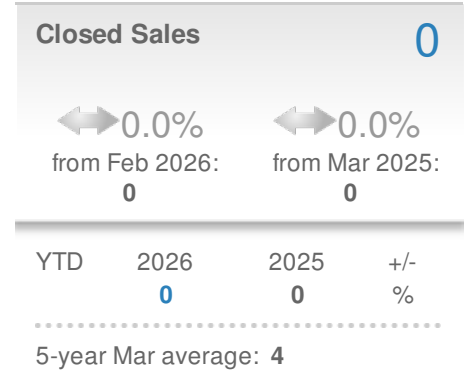 Closed Sales 0
0.0% 0.0%
from Feb 2026: from Mar 2025:
0 0
YTD 2026 2025 +/-
0 0 %
5-year Mar average: 4